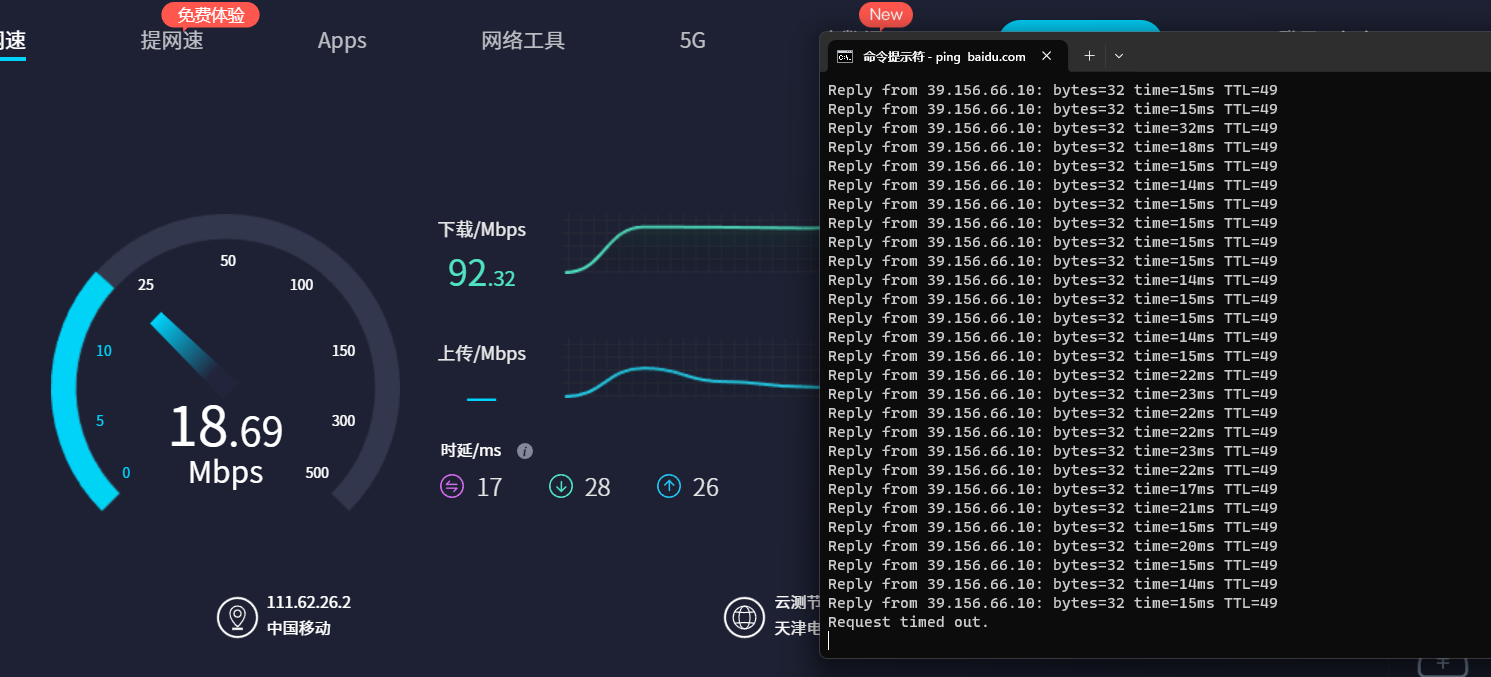 免费体验
网速
提网速
Apps
网络工具
5G
New
50
25
100
10
150
5
300
0
500
18.69
Mbps
下载/Mbps
92.32
上传/Mbps
时延/ms
17
28
26
111.62.26.2
中国移动
云测节
天津电
命令提示符 - ping baidu.com
Reply from 39.156.66.10: bytes=32 time=15ms TTL=49
Reply from 39.156.66.10: bytes=32 time=15ms TTL=49
Reply from 39.156.66.10: bytes=32 time=32ms TTL=49
Reply from 39.156.66.10: bytes=32 time=18ms TTL=49
Reply from 39.156.66.10: bytes=32 time=15ms TTL=49
Reply from 39.156.66.10: bytes=32 time=14ms TTL=49
Reply from 39.156.66.10: bytes=32 time=15ms TTL=49
Reply from 39.156.66.10: bytes=32 time=15ms TTL=49
Reply from 39.156.66.10: bytes=32 time=15ms TTL=49
Reply from 39.156.66.10: bytes=32 time=15ms TTL=49
Reply from 39.156.66.10: bytes=32 time=14ms TTL=49
Reply from 39.156.66.10: bytes=32 time=15ms TTL=49
Reply from 39.156.66.10: bytes=32 time=15ms TTL=49
Reply from 39.156.66.10: bytes=32 time=14ms TTL=49
Reply from 39.156.66.10: bytes=32 time=15ms TTL=49
Reply from 39.156.66.10: bytes=32 time=22ms TTL=49
Reply from 39.156.66.10: bytes=32 time=23ms TTL=49
Reply from 39.156.66.10: bytes=32 time=22ms TTL=49
Reply from 39.156.66.10: bytes=32 time=22ms TTL=49
Reply from 39.156.66.10: bytes=32 time=23ms TTL=49
Reply from 39.156.66.10: bytes=32 time=22ms TTL=49
Reply from 39.156.66.10: bytes=32 time=17ms TTL=49
Reply from 39.156.66.10: bytes=32 time=21ms TTL=49
Reply from 39.156.66.10: bytes=32 time=15ms TTL=49
Reply from 39.156.66.10: bytes=32 time=20ms TTL=49
Reply from 39.156.66.10: bytes=32 time=15ms TTL=49
Reply from 39.156.66.10: bytes=32 time=14ms TTL=49
Reply from 39.156.66.10: bytes=32 time=15ms TTL=49
Request timed out.